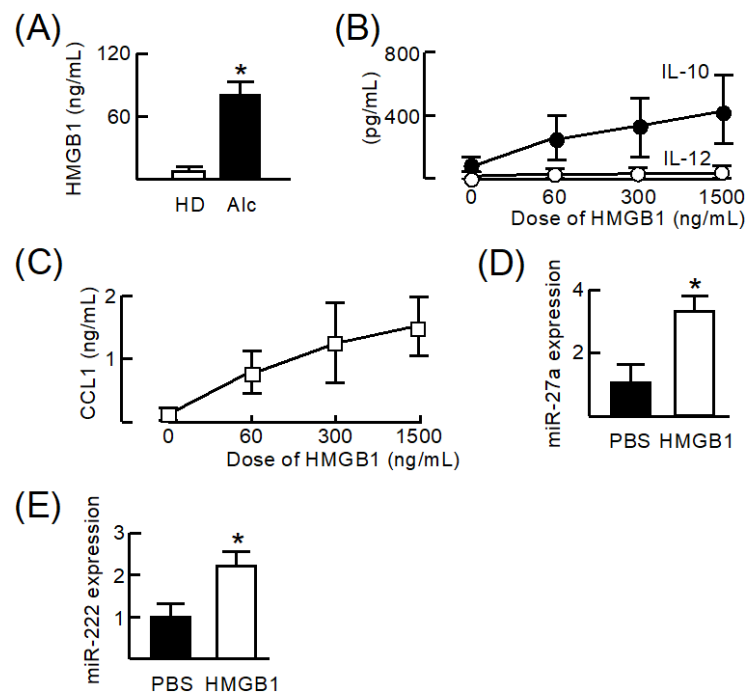 (A)
HMGB1 (ng/mL)
120
60
*
HD Alc
(B)
(pg/mL)
800
400
IL-10
IL-12
0 60 300 1500
Dose of HMGB1 (ng/mL)
(C)
CCL1 (ng/mL)
2
1
0 60 300 1500
Dose of HMGB1 (ng/mL)
(D)
miR-27a expression
4
2
*
PBS HMGB1
(E)
miR-222 expression
3
2
1
*
PBS HMGB1